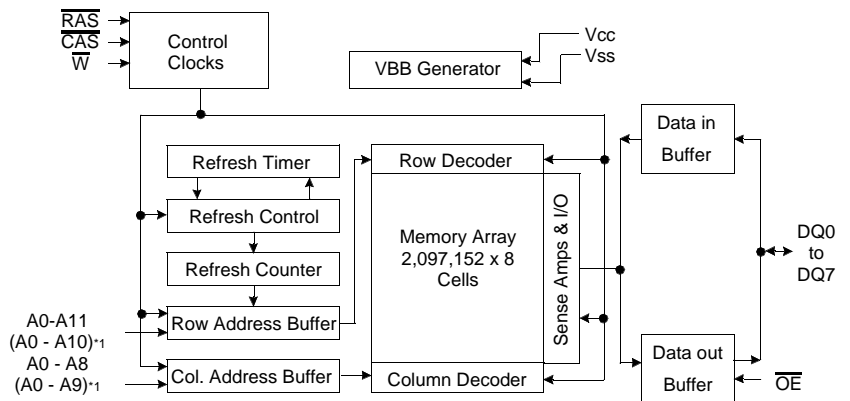 RAS
CAS
W
Control
Clocks
VBB Generator
Vcc
Vss
Data in
Buffer
Refresh Timer
Row Decoder
Refresh Control
Memory Array
2,097,152 x 8
Cells
Sense Amps & I/O
DQ0
to
DQ7
Refresh Counter
A0-A11
(A0 - A10)*1
A0 - A8
(A0 - A9)*1
Row Address Buffer
Col. Address Buffer
Column Decoder
Data out
Buffer
OE